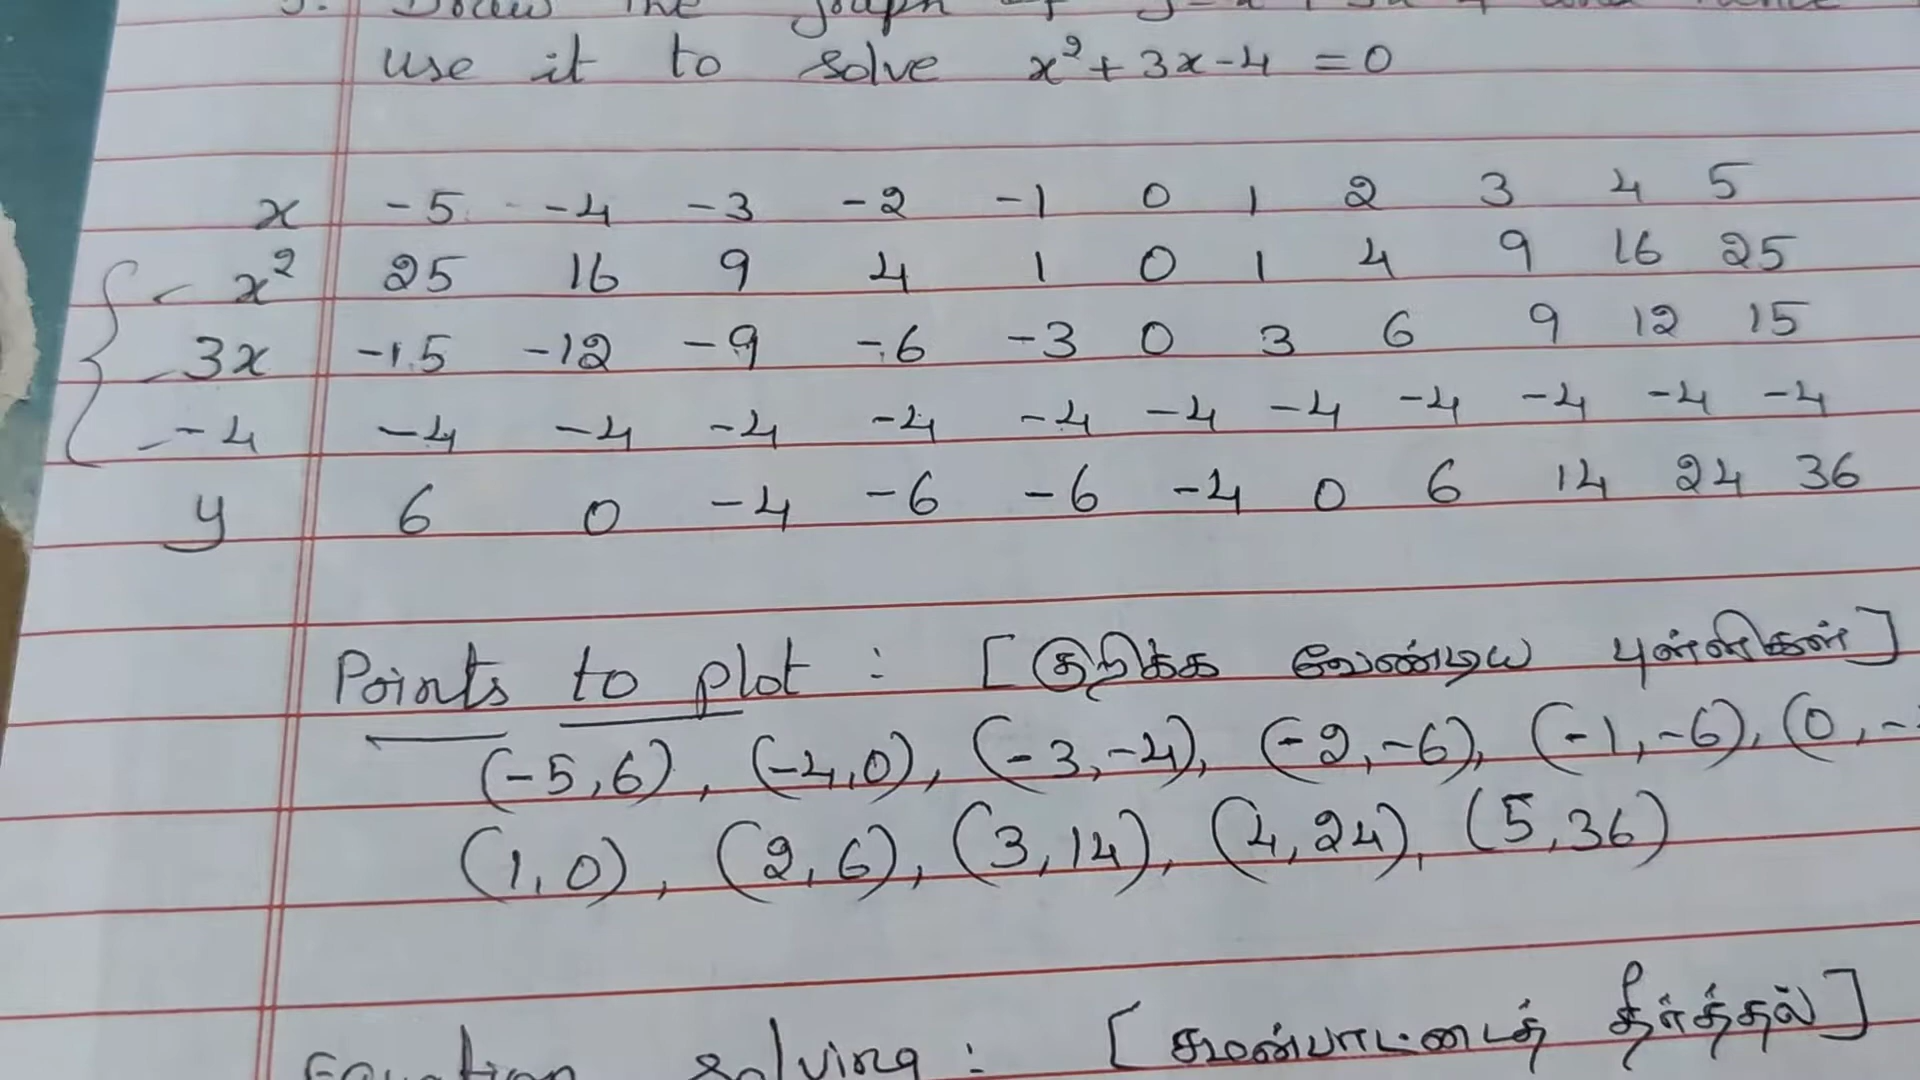 the graph of
use it to solve x²+3x-4 = 0
x -5 -4 -3 -2 -1 0 1 2 3 4 5
x² 25 16 9 4 1 0 1 4 9 16 25
3x -15 -12 -9 -6 -3 0 3 6 9 12 15
-4 -4 -4 -4 -4 -4 -4 -4 -4 -4 -4 -4
y 6 0 -4 -6 -6 -4 0 6 14 24 36
Points to plot : [குறிக்க வேண்டிய புள்ளிகள்]
(-5,6), (-4,0), (-3,-4), (-2,-6), (-1,-6), (0,-
(1,0), (2,6), (3,14), (4,24), (5,36)
Equation solving : [சமன்பாட்டைத் தீர்த்தல்]